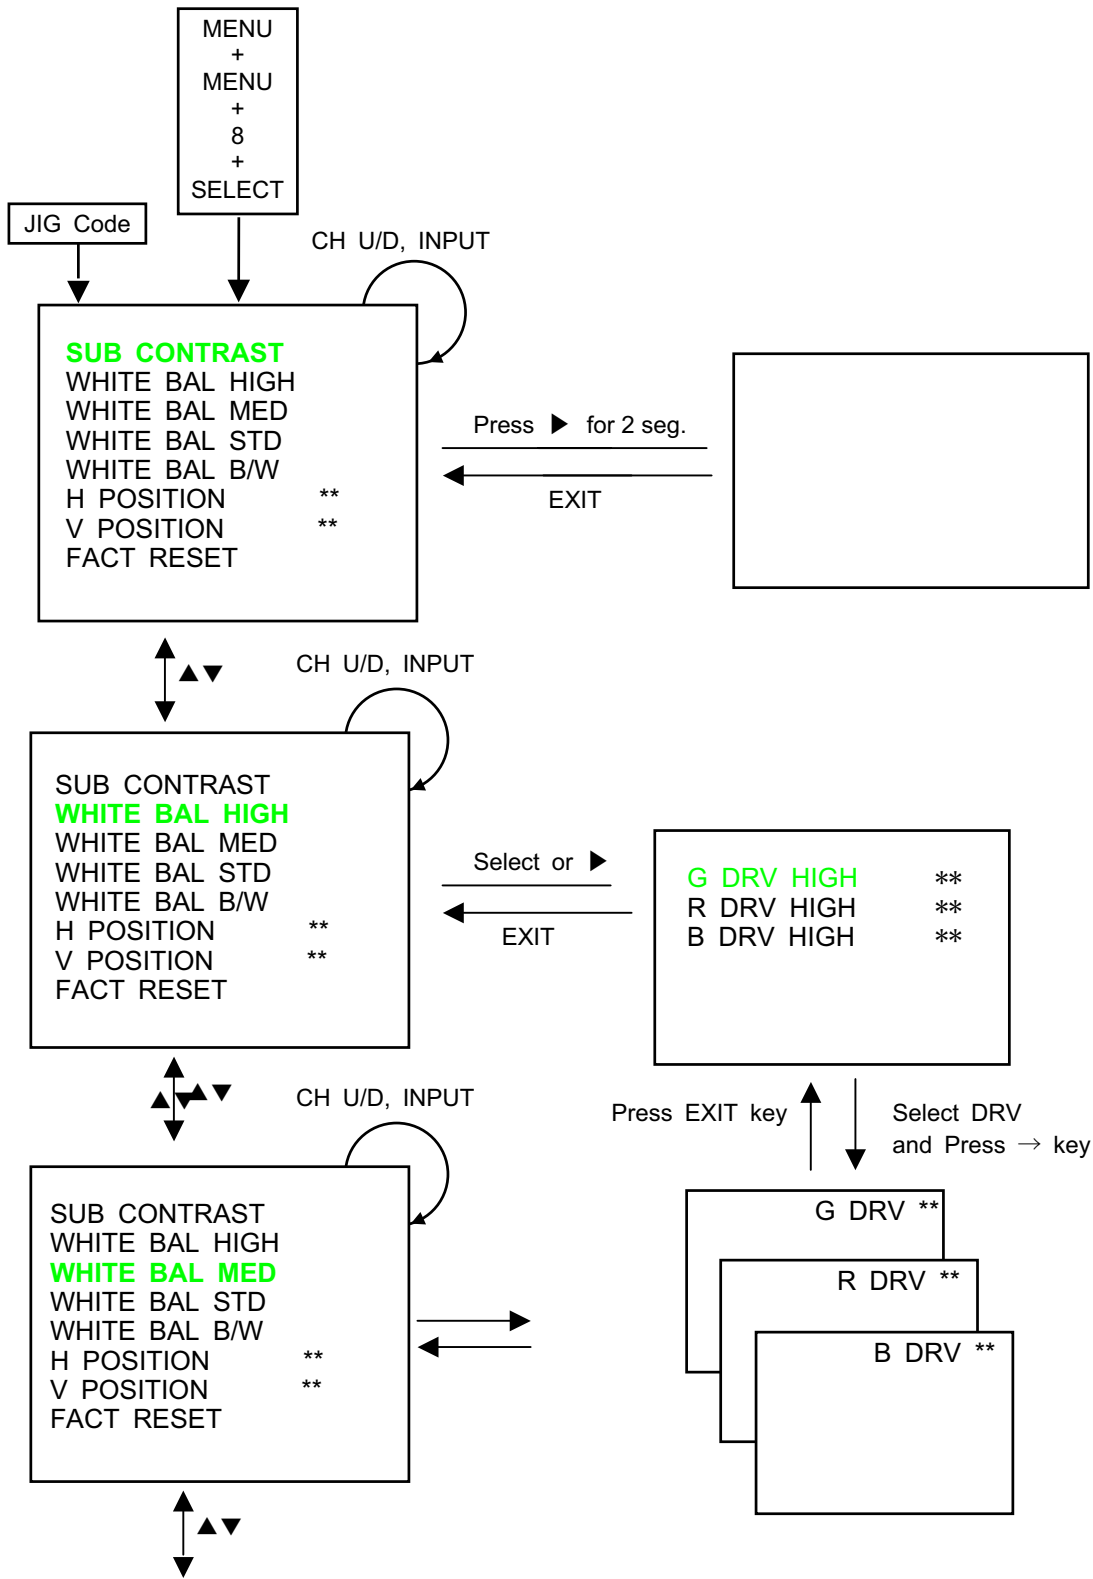 MENU
+
MENU
+
8
+
SELECT
JIG Code
CH U/D, INPUT
SUB CONTRAST
WHITE BAL HIGH
WHITE BAL MED
WHITE BAL STD
WHITE BAL B/W
H POSITION **
V POSITION **
FACT RESET
Press ▶ for 2 seg.
EXIT
▲▼
CH U/D, INPUT
SUB CONTRAST
WHITE BAL HIGH
WHITE BAL MED
WHITE BAL STD
WHITE BAL B/W
H POSITION **
V POSITION **
FACT RESET
Select or ▶
EXIT
G DRV HIGH **
R DRV HIGH **
B DRV HIGH **
▲▼▲▼
CH U/D, INPUT
Press EXIT key
Select DRV
and Press → key
SUB CONTRAST
WHITE BAL HIGH
WHITE BAL MED
WHITE BAL STD
WHITE BAL B/W
H POSITION **
V POSITION **
FACT RESET
G DRV **
R DRV **
B DRV **
▲▼